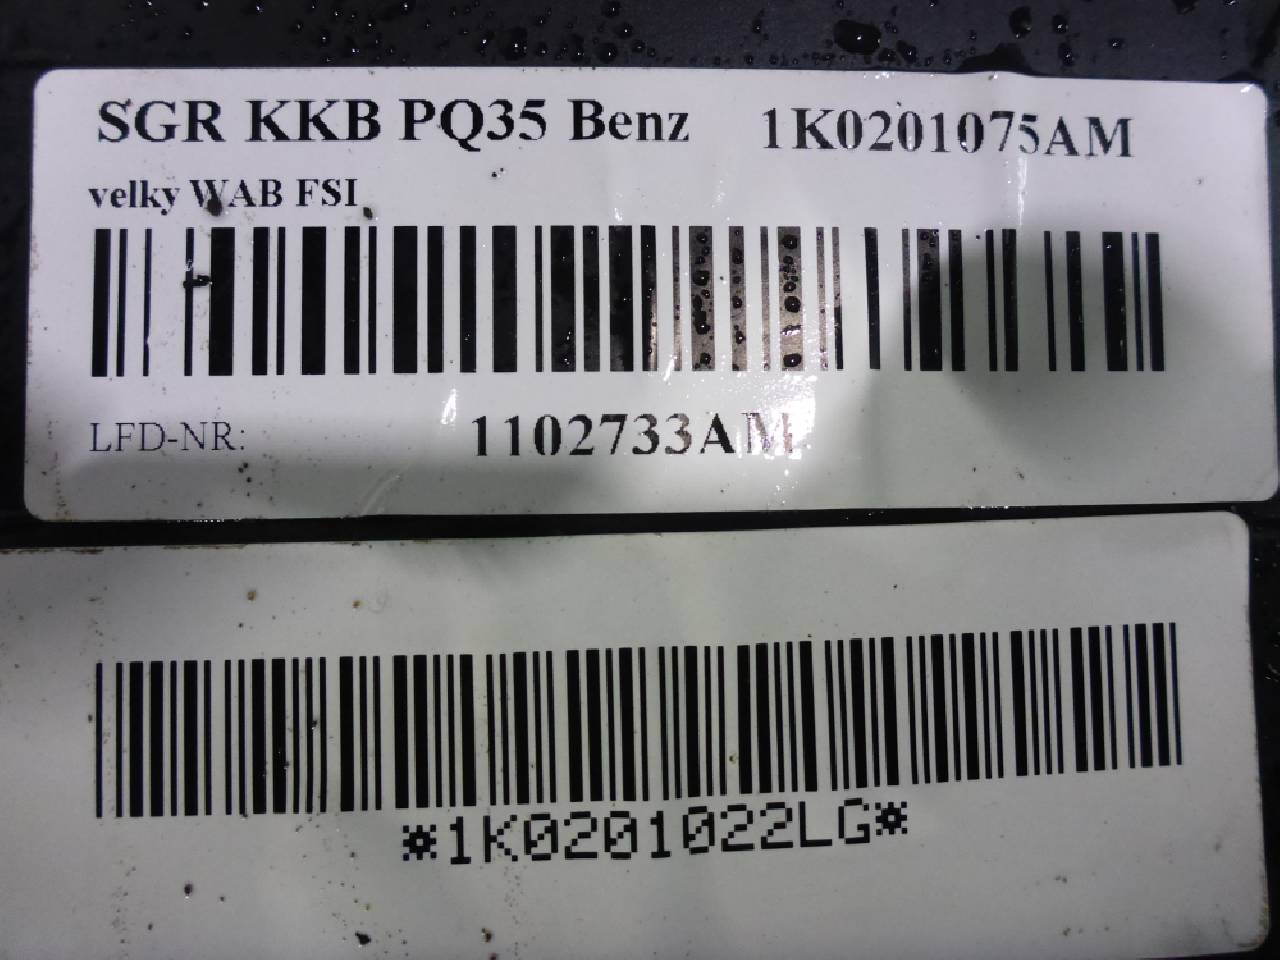 SGR KKB PQ35 Benz 1K0201075AM
velky WAB FSI
LFD-NR: 1102733AM
*1K0201022LG*